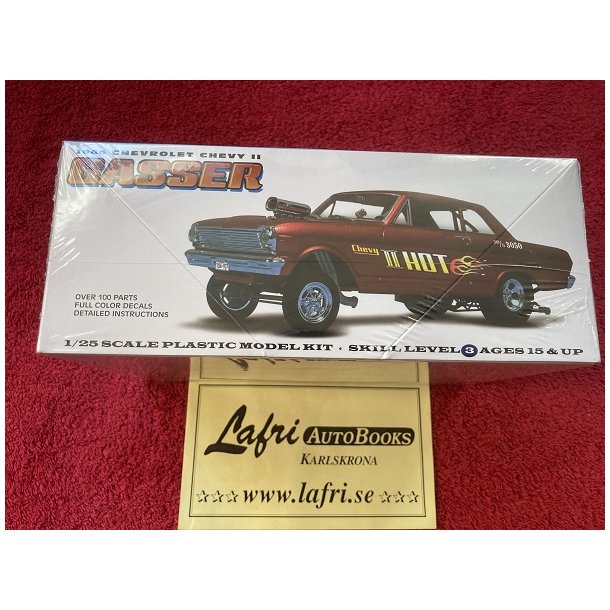 CHEVROLET CHEVY II
GASSER
Chevy II HOT
3050
OVER 100 PARTS
FULL COLOR DECALS
DETAILED INSTRUCTIONS
1/25 SCALE PLASTIC MODEL KIT • SKILL LEVEL 3 AGES 15 & UP
Lafri AUTOBOOKS
KARLSKRONA
☆☆☆ www.lafri.se ☆☆☆